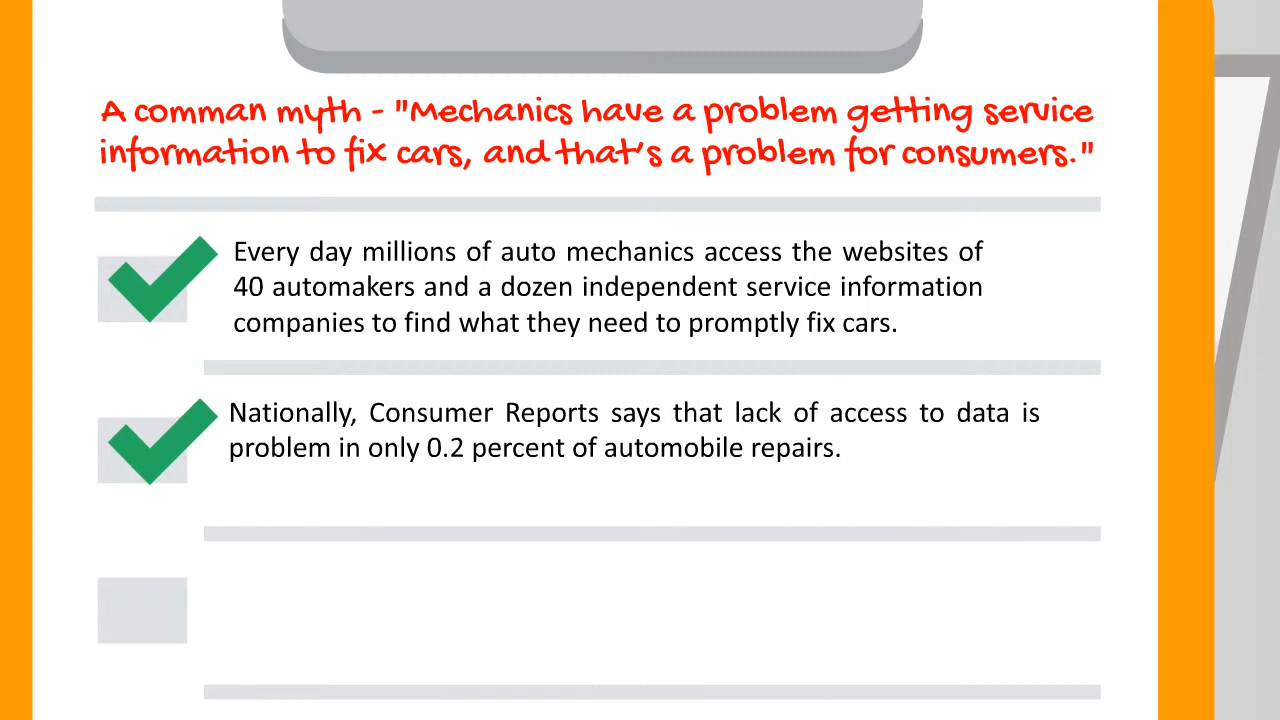 A comman myth - "Mechanics have a problem getting service
information to fix cars, and that's a problem for consumers."
Every day millions of auto mechanics access the websites of
40 automakers and a dozen independent service information
companies to find what they need to promptly fix cars.
Nationally, Consumer Reports says that lack of access to data is
problem in only 0.2 percent of automobile repairs.